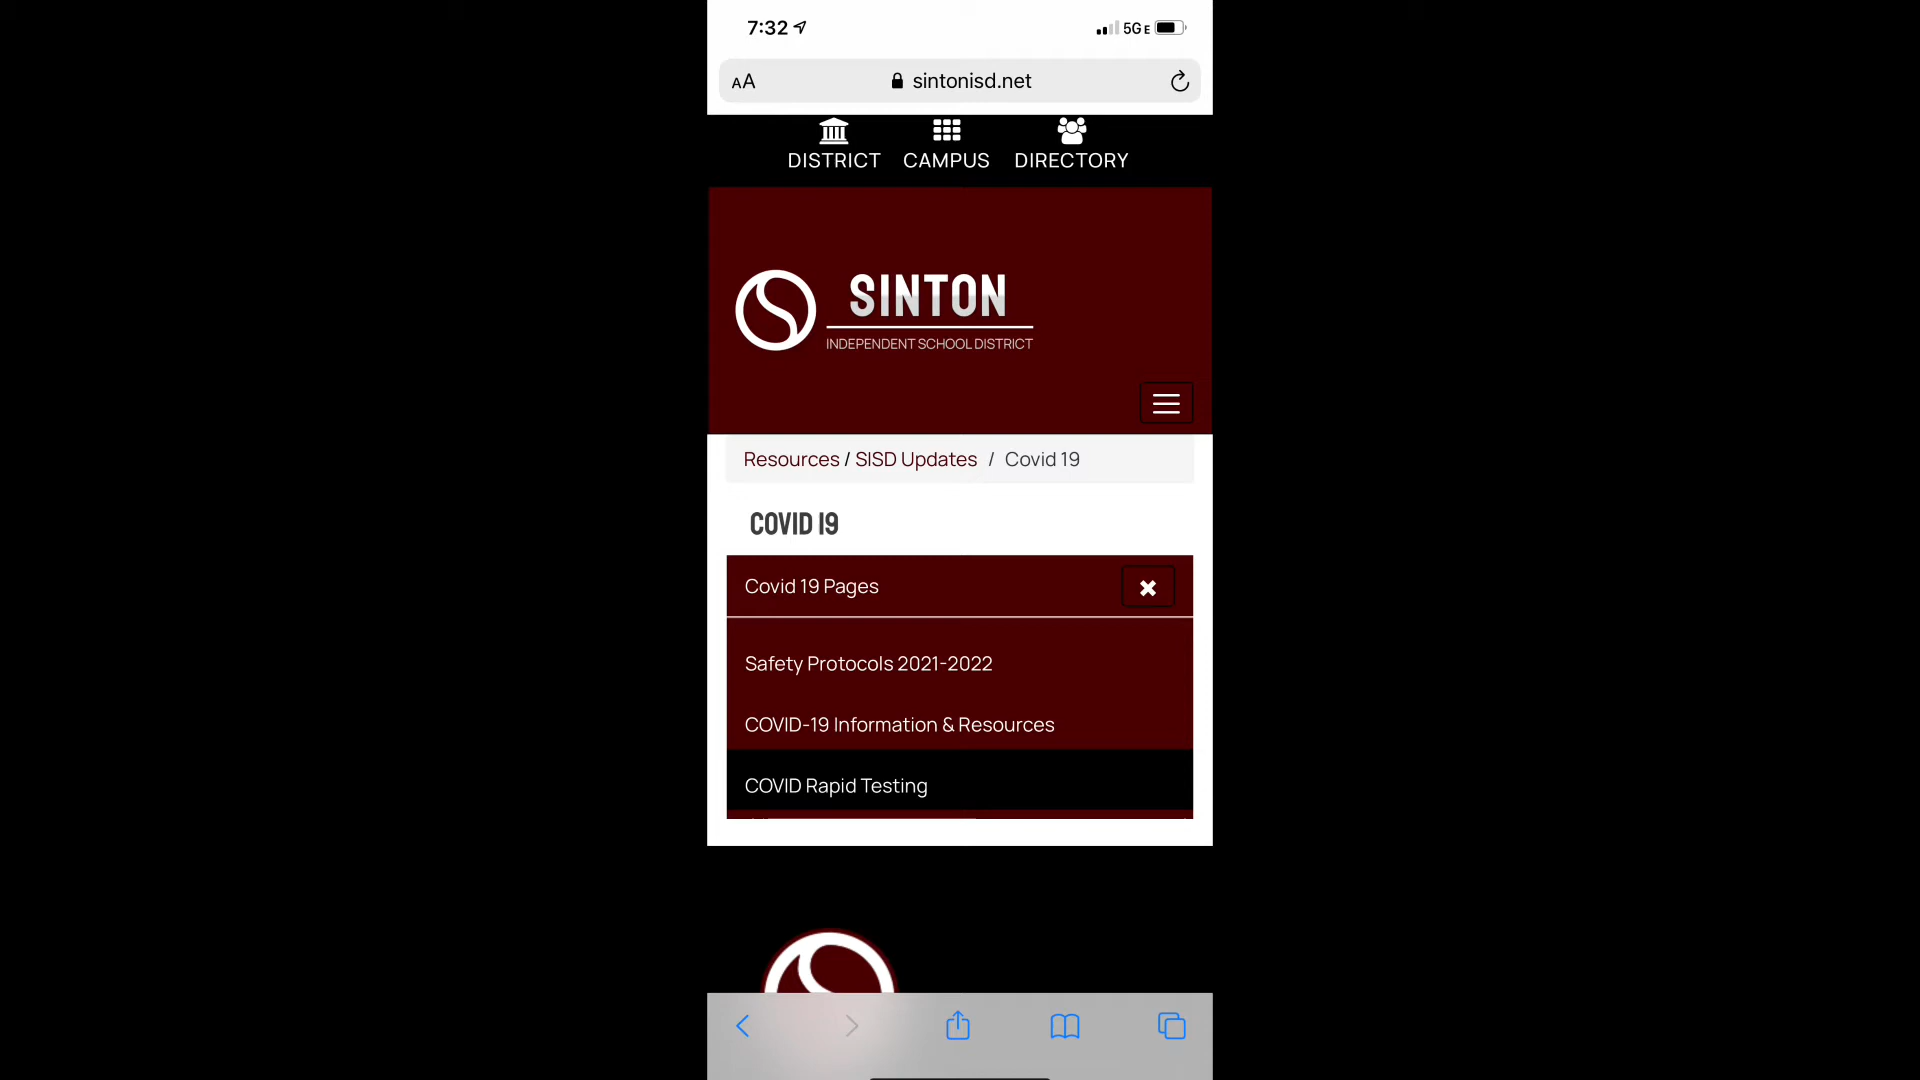 7:32
5GE
AA
sintonisd.net
DISTRICT CAMPUS DIRECTORY
SINTON
INDEPENDENT SCHOOL DISTRICT
Resources / SISD Updates / Covid 19
COVID 19
Covid 19 Pages
Safety Protocols 2021-2022
COVID-19 Information & Resources
COVID Rapid Testing